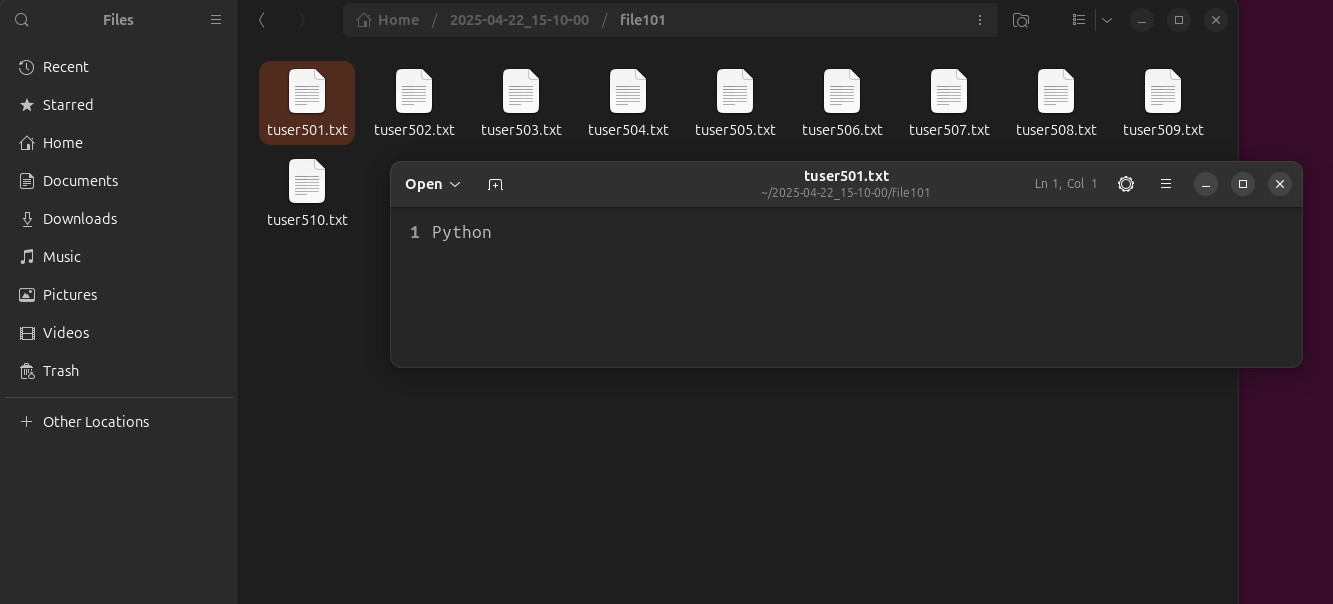 Files
Home / 2025-04-22_15-10-00 / file101
Recent
Starred
Home
Documents
Downloads
Music
Pictures
Videos
Trash
Other Locations
tuser501.txt tuser502.txt tuser503.txt tuser504.txt tuser505.txt tuser506.txt tuser507.txt tuser508.txt tuser509.txt
tuser510.txt
Open
tuser501.txt
~/2025-04-22_15-10-00/file101
Ln 1, Col 1
1 Python